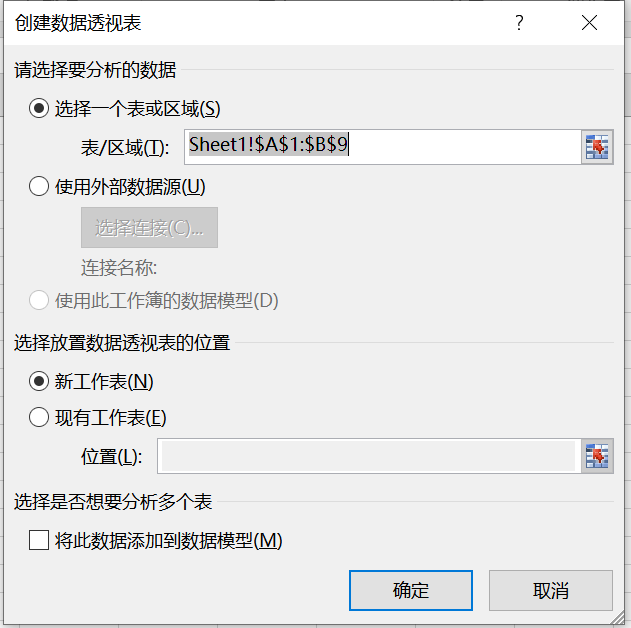 创建数据透视表 ?
请选择要分析的数据
选择一个表或区域(S)
表/区域(T): Sheet1!$A$1:$B$9
使用外部数据源(U)
选择连接(C)...
连接名称:
使用此工作簿的数据模型(D)
选择放置数据透视表的位置
新工作表(N)
现有工作表(E)
位置(L):
选择是否想要分析多个表
将此数据添加到数据模型(M)
确定 取消